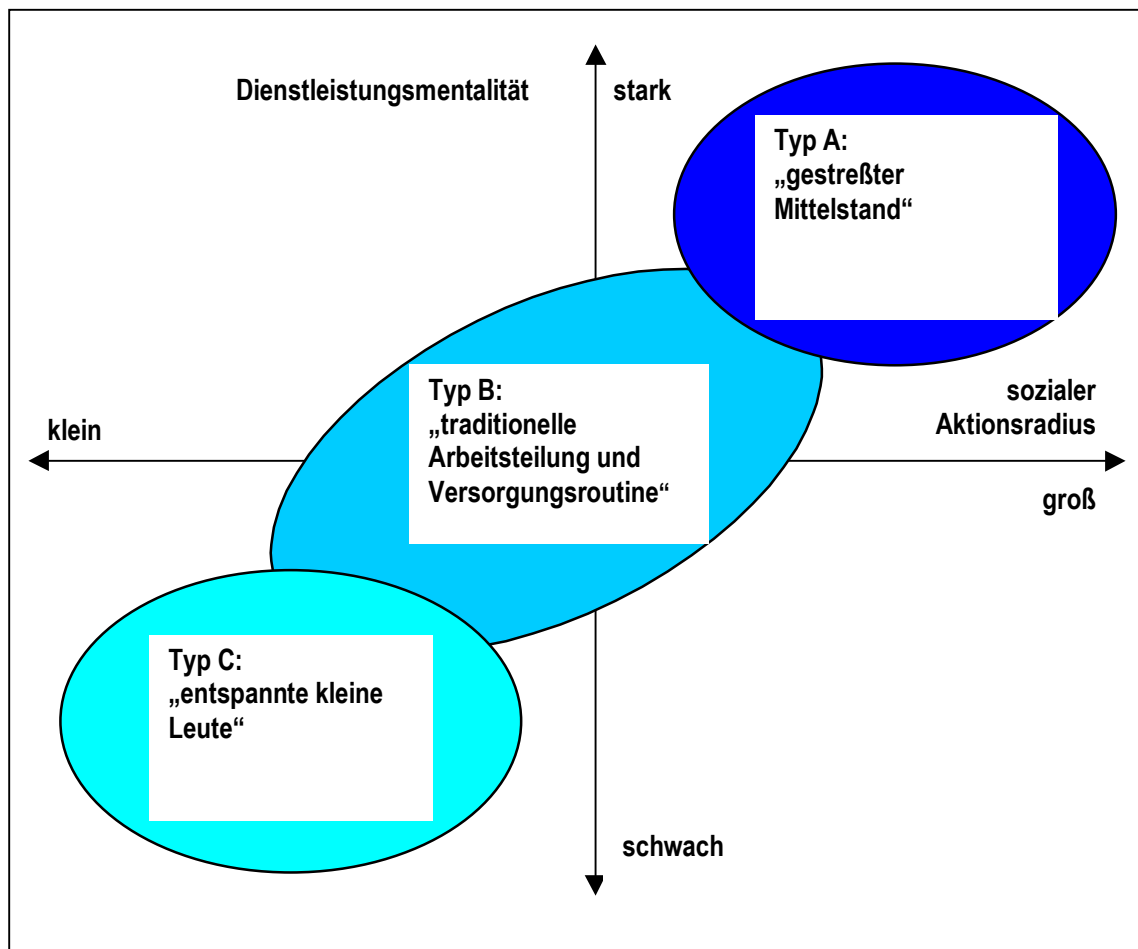 Dienstleistungsmentalität
stark
Typ A:
„gestreßter
Mittelstand“
Typ B:
„traditionelle
Arbeitsteilung und
Versorgungsroutine“
klein
sozialer
Aktionsradius
groß
Typ C:
„entspannte kleine
Leute“
schwach